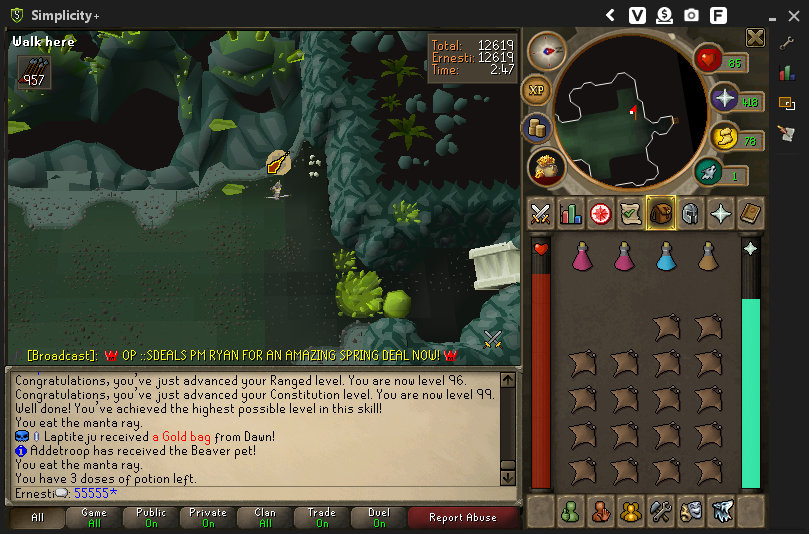 Simplicity+
V
F
Walk here
957
Total: 12619
Ernesti: 12619
Time: 2:47
XP
85
418
78
1
[Broadcast]: OP ::SDEALS PM RYAN FOR AN AMAZING SPRING DEAL NOW!
Congratulations, you've just advanced your Ranged level. You are now level 96.
Congratulations, you've just advanced your Constitution level. You are now level 99.
Well done! You've achieved the highest possible level in this skill!
You eat the manta ray.
Laptiteju received a Gold bag from Dawn!
Addetroop has received the Beaver pet!
You eat the manta ray.
You have 3 doses of potion left.
Ernesti: 55555*
All
Game
All
Public
On
Private
On
Clan
All
Trade
On
Duel
On
Report Abuse